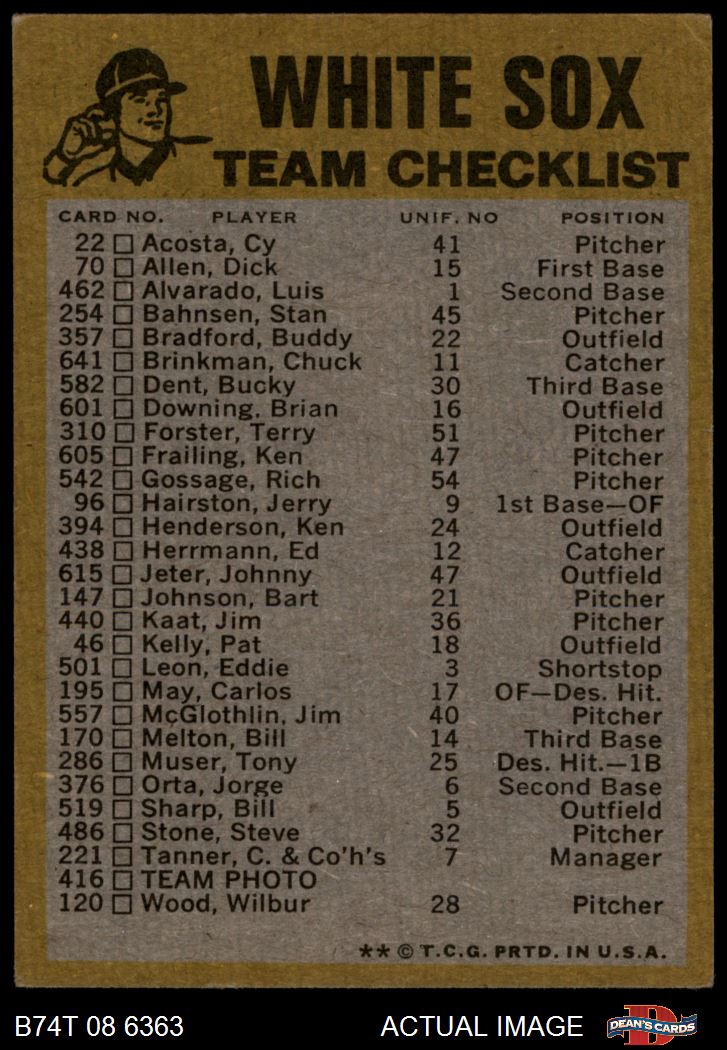 WHITE SOX
TEAM CHECKLIST
CARD NO. PLAYER UNIF. NO POSITION
22 Acosta, Cy 41 Pitcher
70 Allen, Dick 15 First Base
462 Alvarado, Luis 1 Second Base
254 Bahnsen, Stan 45 Pitcher
357 Bradford, Buddy 22 Outfield
641 Brinkman, Chuck 11 Catcher
582 Dent, Bucky 30 Third Base
601 Downing, Brian 16 Outfield
310 Forster, Terry 51 Pitcher
605 Frailing, Ken 47 Pitcher
542 Gossage, Rich 54 Pitcher
96 Hairston, Jerry 9 1st Base—OF
394 Henderson, Ken 24 Outfield
438 Herrmann, Ed 12 Catcher
615 Jeter, Johnny 47 Outfield
147 Johnson, Bart 21 Pitcher
440 Kaat, Jim 36 Pitcher
46 Kelly, Pat 18 Outfield
501 Leon, Eddie 3 Shortstop
195 May, Carlos 17 OF—Des. Hit.
557 McGlothlin, Jim 40 Pitcher
170 Melton, Bill 14 Third Base
286 Muser, Tony 25 Des. Hit.—1B
376 Orta, Jorge 6 Second Base
519 Sharp, Bill 5 Outfield
486 Stone, Steve 32 Pitcher
221 Tanner, C. & Co'h's 7 Manager
416 TEAM PHOTO
120 Wood, Wilbur 28 Pitcher
** © T.C.G. PRTD. IN U.S.A.
B74T 08 6363 ACTUAL IMAGE D DEAN'S CARDS